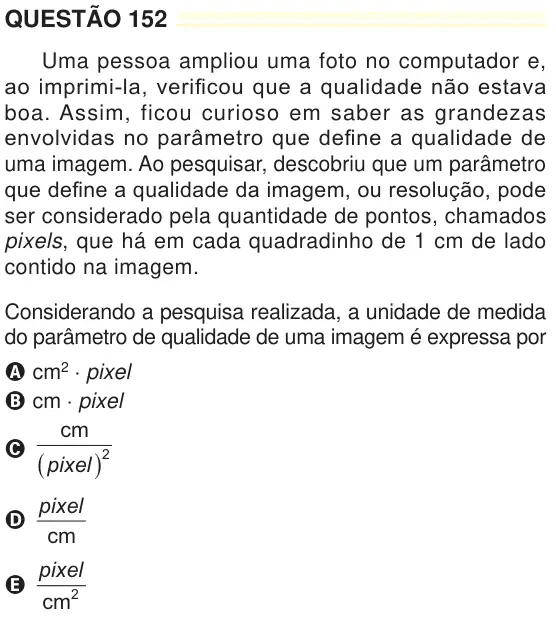 QUESTÃO 152
Uma pessoa ampliou uma foto no computador e,
ao imprimi-la, verificou que a qualidade não estava
boa. Assim, ficou curioso em saber as grandezas
envolvidas no parâmetro que define a qualidade de
uma imagem. Ao pesquisar, descobriu que um parâmetro
que define a qualidade da imagem, ou resolução, pode
ser considerado pela quantidade de pontos, chamados
pixels, que há em cada quadradinho de 1 cm de lado
contido na imagem.
Considerando a pesquisa realizada, a unidade de medida
do parâmetro de qualidade de uma imagem é expressa por
A cm² · pixel
B cm · pixel
C cm
(pixel)²
D pixel
cm
E pixel
cm²